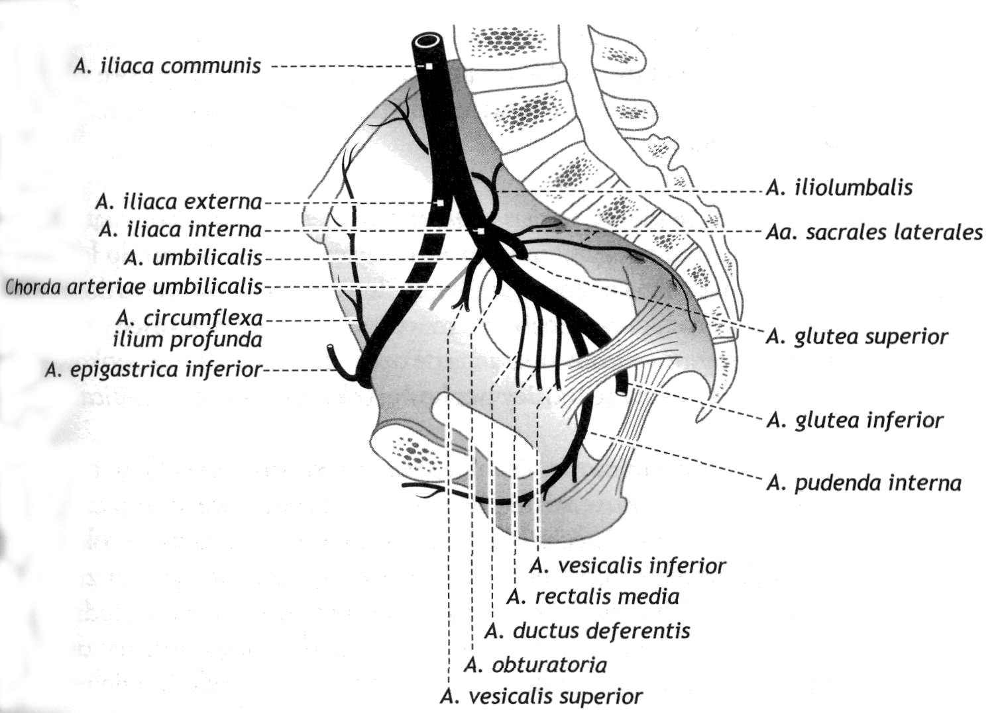 A. iliaca communis
A. iliaca externa
A. iliaca interna
A. umbilicalis
Chorda arteriae umbilicalis
A. circumflexa
ilium profunda
A. epigastrica inferior
A. iliolumbalis
Aa. sacrales laterales
A. glutea superior
A. glutea inferior
A. pudenda interna
A. vesicalis inferior
A. rectalis media
A. ductus deferentis
A. obturatoria
A. vesicalis superior